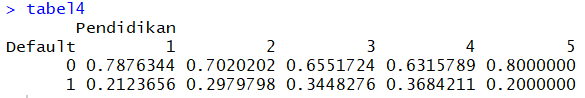 > tabel4
Pendidikan
Default 1 2 3 4 5
0 0.7876344 0.7020202 0.6551724 0.6315789 0.8000000
1 0.2123656 0.2979798 0.3448276 0.3684211 0.2000000